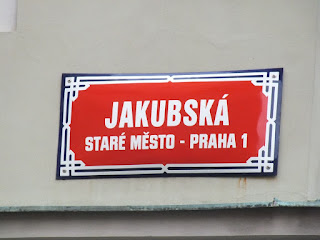 JAKUBSKÁ
STARÉ MĚSTO - PRAHA 1